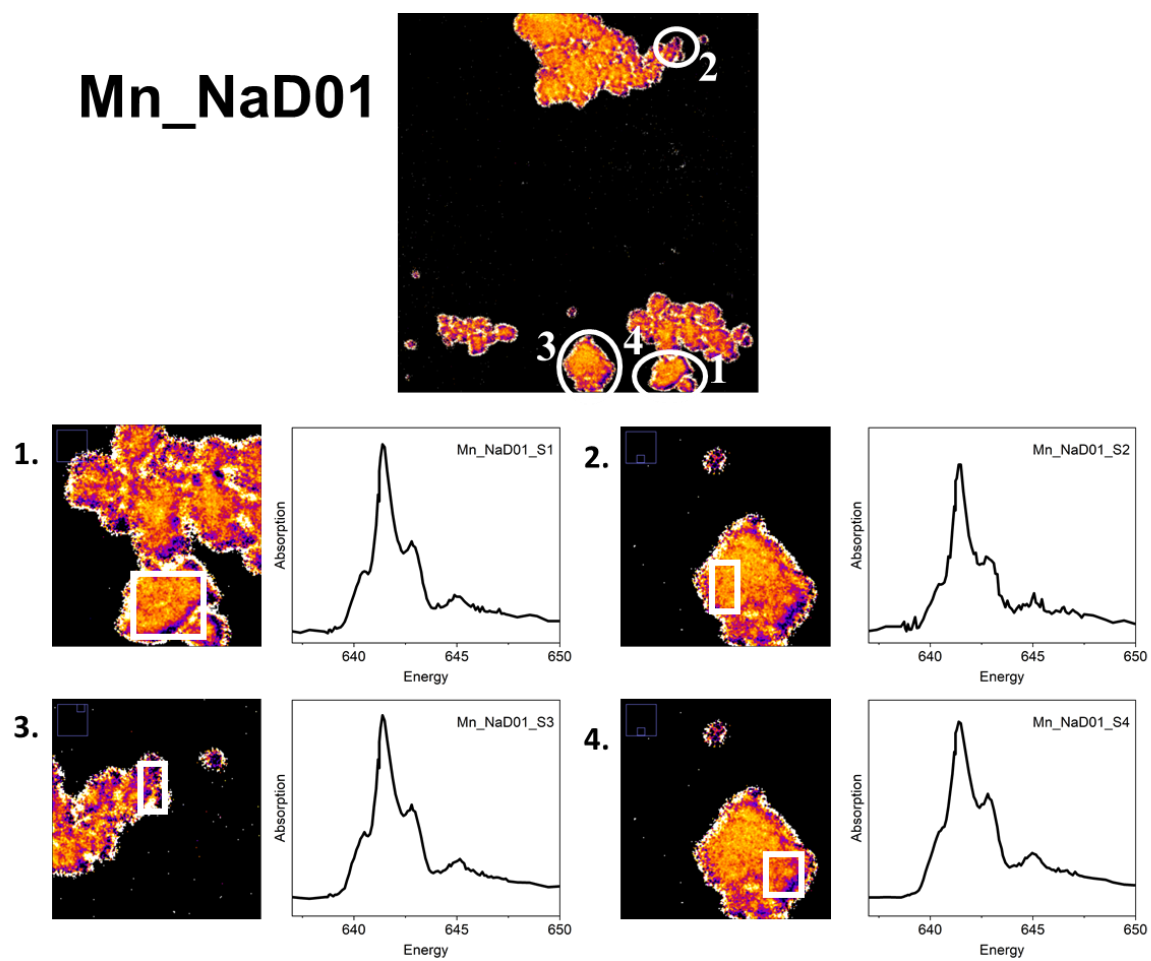 Mn_NaD01
2
3
4
1
1.
Mn_NaD01_S1
Absorption
640
645
650
Energy
2.
Mn_NaD01_S2
Absorption
640
645
650
Energy
3.
Mn_NaD01_S3
Absorption
640
645
650
Energy
4.
Mn_NaD01_S4
Absorption
640
645
650
Energy